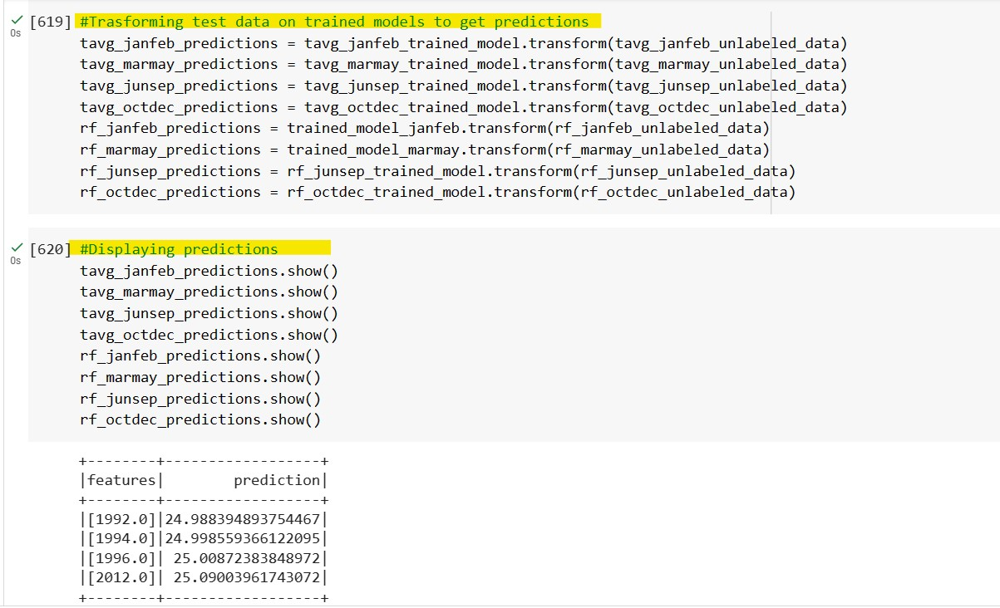 [619] #Trasforming test data on trained models to get predictions
0s
tavg_janfeb_predictions = tavg_janfeb_trained_model.transform(tavg_janfeb_unlabeled_data)
tavg_marmay_predictions = tavg_marmay_trained_model.transform(tavg_marmay_unlabeled_data)
tavg_junsep_predictions = tavg_junsep_trained_model.transform(tavg_junsep_unlabeled_data)
tavg_octdec_predictions = tavg_octdec_trained_model.transform(tavg_octdec_unlabeled_data)
rf_janfeb_predictions = trained_model_janfeb.transform(rf_janfeb_unlabeled_data)
rf_marmay_predictions = trained_model_marmay.transform(rf_marmay_unlabeled_data)
rf_junsep_predictions = rf_junsep_trained_model.transform(rf_junsep_unlabeled_data)
rf_octdec_predictions = rf_octdec_trained_model.transform(rf_octdec_unlabeled_data)
[620] #Displaying predictions
0s
tavg_janfeb_predictions.show()
tavg_marmay_predictions.show()
tavg_junsep_predictions.show()
tavg_octdec_predictions.show()
rf_janfeb_predictions.show()
rf_marmay_predictions.show()
rf_junsep_predictions.show()
rf_octdec_predictions.show()
+--------+------------------+
|features|        prediction|
+--------+------------------+
|[1992.0]|24.988394893754467|
|[1994.0]|24.998559366122095|
|[1996.0]| 25.00872383848972|
|[2012.0]| 25.09003961743072|
+--------+------------------+